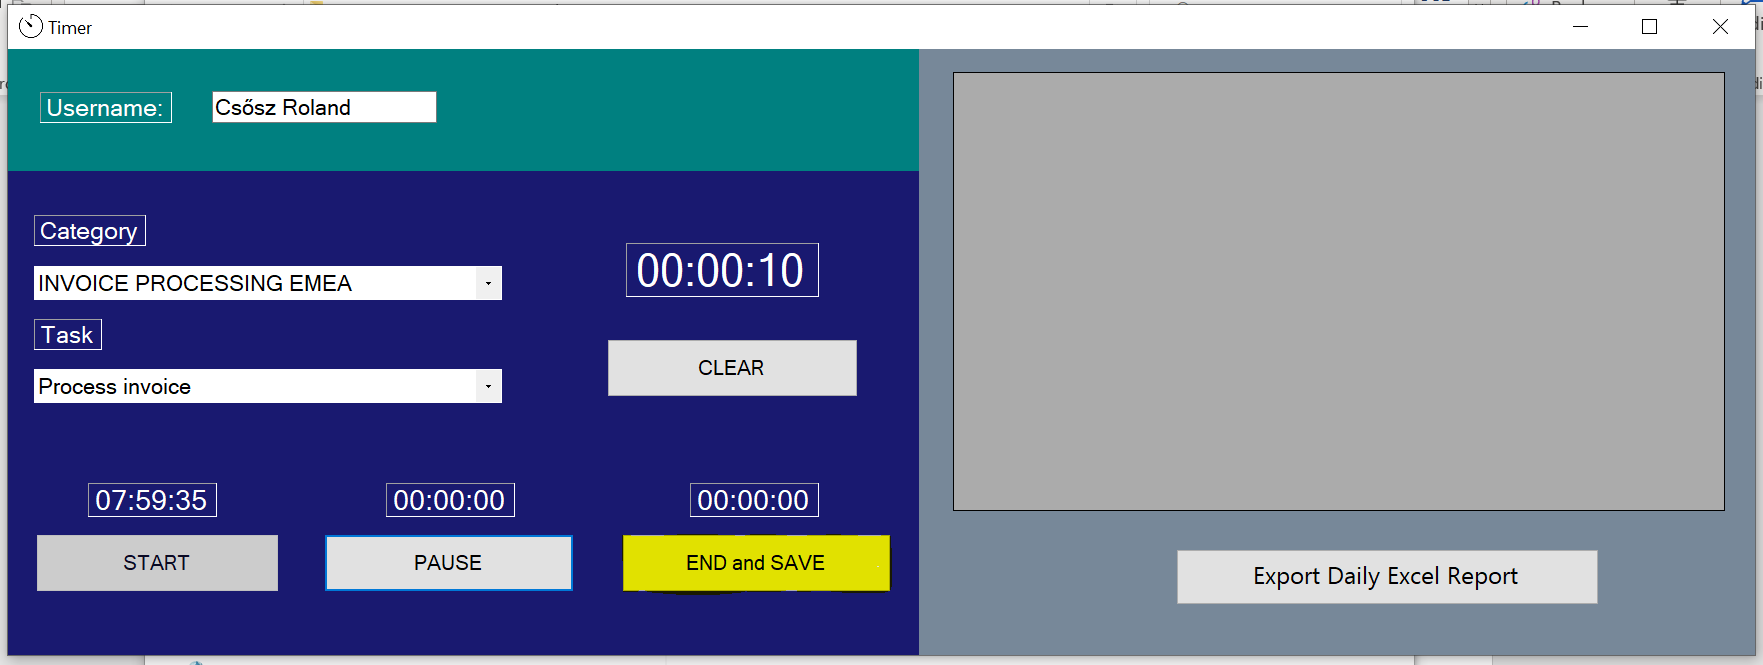 Timer
Username:
Csősz Roland
Category
INVOICE PROCESSING EMEA
00:00:10
Task
CLEAR
Process invoice
07:59:35
00:00:00
00:00:00
START
PAUSE
END and SAVE
Export Daily Excel Report